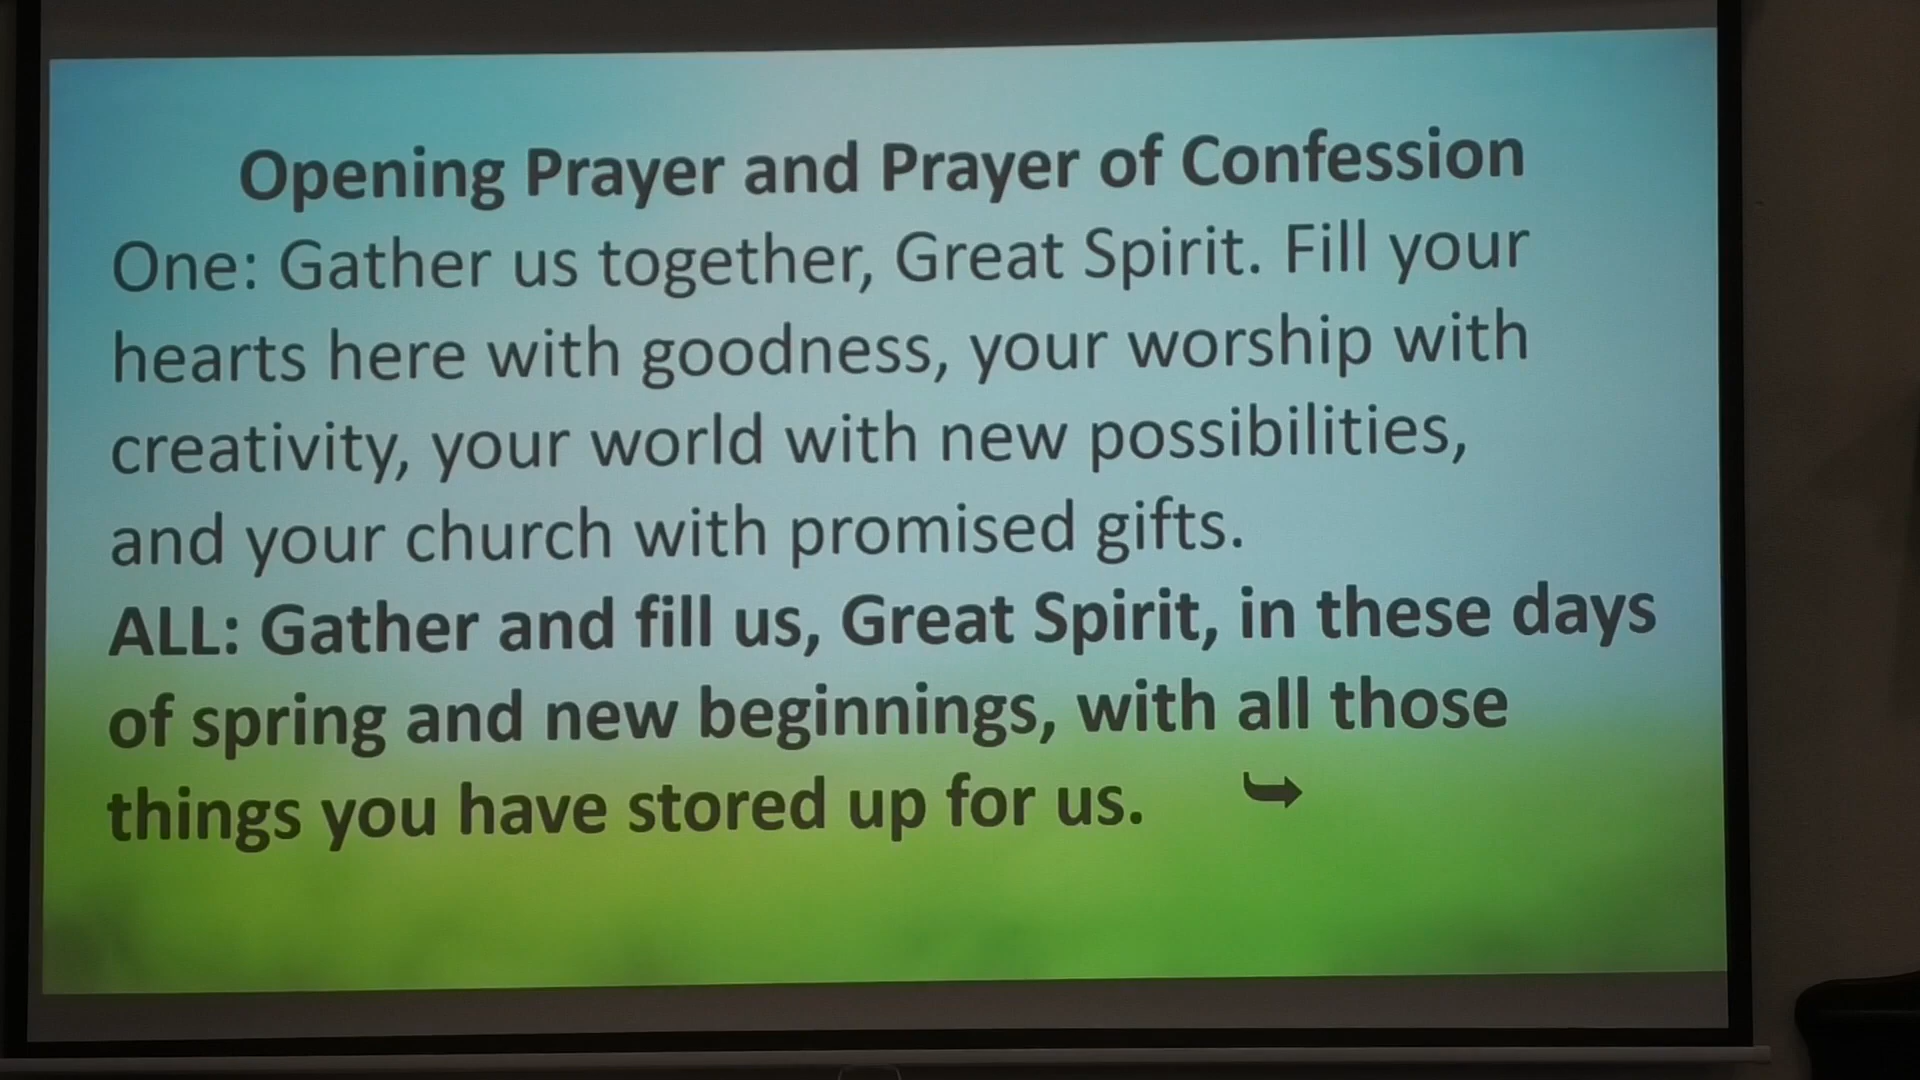 Opening Prayer and Prayer of Confession
One: Gather us together, Great Spirit. Fill your
hearts here with goodness, your worship with
creativity, your world with new possibilities,
and your church with promised gifts.
ALL: Gather and fill us, Great Spirit, in these days
of spring and new beginnings, with all those
things you have stored up for us.